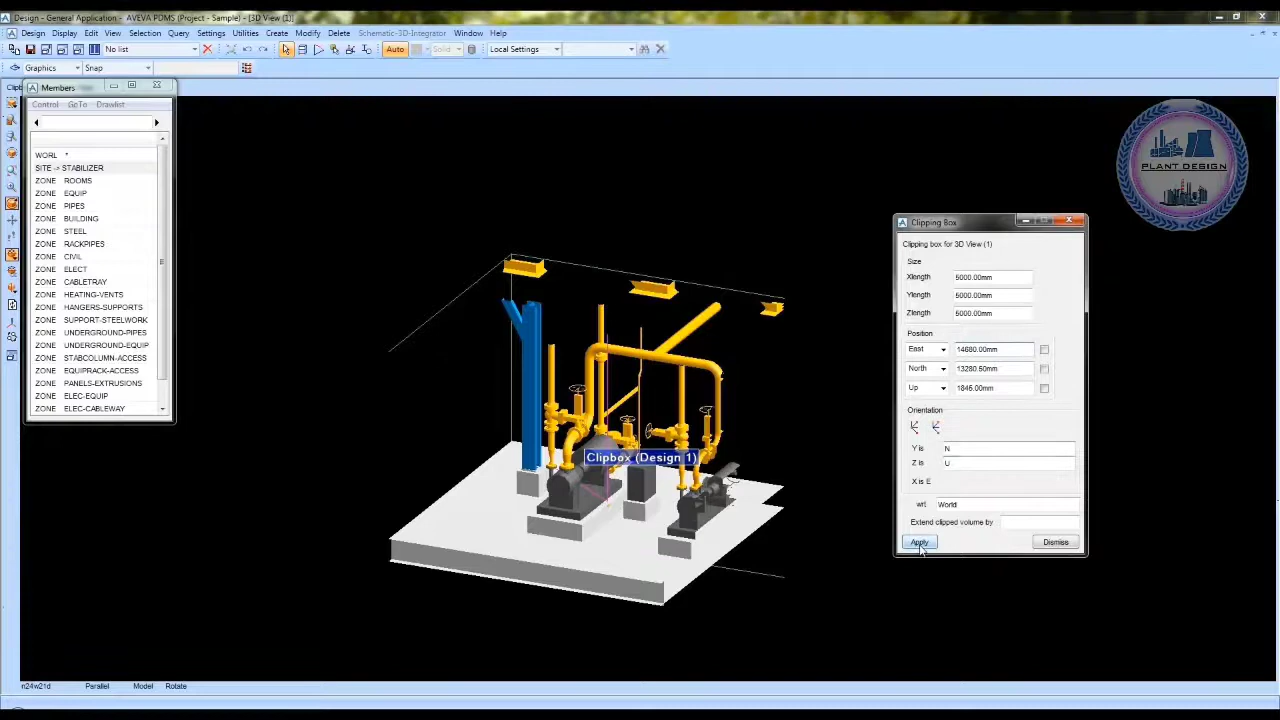 Design - General Application - AVEVA PDMS (Project - Sample) - [3D View (1)]
Design Display Edit View Selection Query Settings Utilities Create Modify Delete Schematic-3D-Integrator Window Help
No list Auto Solid Local Settings
Graphics Snap
Members
Control GoTo Drawlist
WORL *
SITE -> STABILIZER
ZONE ROOMS
ZONE EQUIP
ZONE PIPES
ZONE BUILDING
ZONE STEEL
ZONE RACKPIPES
ZONE CIVIL
ZONE ELECT
ZONE CABLETRAY
ZONE HEATING-VENTS
ZONE HANGERS-SUPPORTS
ZONE SUPPORT-STEELWORK
ZONE UNDERGROUND-PIPES
ZONE UNDERGROUND-EQUIP
ZONE STABCOLUMN-ACCESS
ZONE EQUIPRACK-ACCESS
ZONE PANELS-EXTRUSIONS
ZONE ELEC-EQUIP
ZONE ELEC-CABLEWAY
PLANT DESIGN
Clipbox (Design 1)
Clipping Box
Clipping box for 3D View (1)
Size
Xlength 5000.00mm
Ylength 5000.00mm
Zlength 5000.00mm
Position
East 14680.00mm
North 13280.50mm
Up 1845.00mm
Orientation
Y is N
Z is U
X is E
wrt World
Extend clipped volume by
Apply Dismiss
n24w21d Parallel Model Rotate